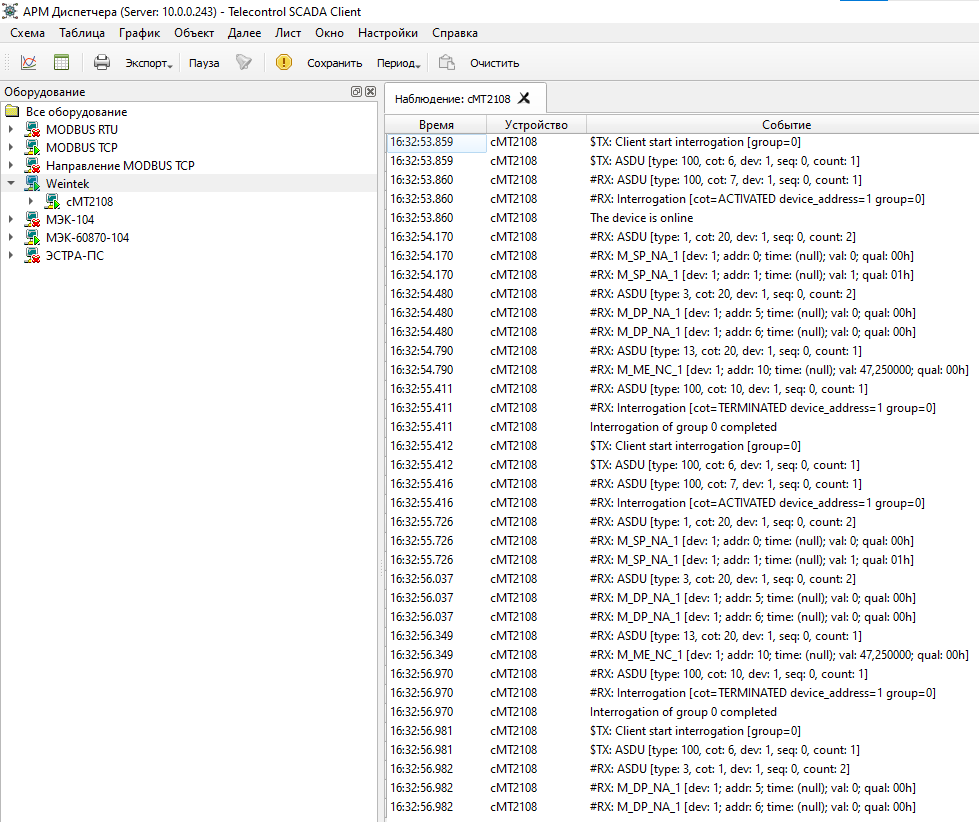 АРМ Диспетчера (Server: 10.0.0.243) - Telecontrol SCADA Client
Схема Таблица График Объект Далее Лист Окно Настройки Справка
Экспорт Пауза Сохранить Период Очистить
Оборудование
Все оборудование
MODBUS RTU
MODBUS TCP
Направление MODBUS TCP
Weintek
cMT2108
МЭК-104
МЭК-60870-104
ЭСТРА-ПС
Наблюдение: cMT2108
Время Устройство Событие
16:32:53.859 cMT2108 $TX: Client start interrogation [group=0]
16:32:53.859 cMT2108 $TX: ASDU [type: 100, cot: 6, dev: 1, seq: 0, count: 1]
16:32:53.860 cMT2108 #RX: ASDU [type: 100, cot: 7, dev: 1, seq: 0, count: 1]
16:32:53.860 cMT2108 #RX: Interrogation [cot=ACTIVATED device_address=1 group=0]
16:32:53.860 cMT2108 The device is online
16:32:54.170 cMT2108 #RX: ASDU [type: 1, cot: 20, dev: 1, seq: 0, count: 2]
16:32:54.170 cMT2108 #RX: M_SP_NA_1 [dev: 1; addr: 0; time: (null); val: 0; qual: 00h]
16:32:54.170 cMT2108 #RX: M_SP_NA_1 [dev: 1; addr: 1; time: (null); val: 1; qual: 01h]
16:32:54.480 cMT2108 #RX: ASDU [type: 3, cot: 20, dev: 1, seq: 0, count: 2]
16:32:54.480 cMT2108 #RX: M_DP_NA_1 [dev: 1; addr: 5; time: (null); val: 0; qual: 00h]
16:32:54.480 cMT2108 #RX: M_DP_NA_1 [dev: 1; addr: 6; time: (null); val: 0; qual: 00h]
16:32:54.790 cMT2108 #RX: ASDU [type: 13, cot: 20, dev: 1, seq: 0, count: 1]
16:32:54.790 cMT2108 #RX: M_ME_NC_1 [dev: 1; addr: 10; time: (null); val: 47,250000; qual: 00h]
16:32:55.411 cMT2108 #RX: ASDU [type: 100, cot: 10, dev: 1, seq: 0, count: 1]
16:32:55.411 cMT2108 #RX: Interrogation [cot=TERMINATED device_address=1 group=0]
16:32:55.411 cMT2108 Interrogation of group 0 completed
16:32:55.412 cMT2108 $TX: Client start interrogation [group=0]
16:32:55.412 cMT2108 $TX: ASDU [type: 100, cot: 6, dev: 1, seq: 0, count: 1]
16:32:55.416 cMT2108 #RX: ASDU [type: 100, cot: 7, dev: 1, seq: 0, count: 1]
16:32:55.416 cMT2108 #RX: Interrogation [cot=ACTIVATED device_address=1 group=0]
16:32:55.726 cMT2108 #RX: ASDU [type: 1, cot: 20, dev: 1, seq: 0, count: 2]
16:32:55.726 cMT2108 #RX: M_SP_NA_1 [dev: 1; addr: 0; time: (null); val: 0; qual: 00h]
16:32:55.726 cMT2108 #RX: M_SP_NA_1 [dev: 1; addr: 1; time: (null); val: 1; qual: 01h]
16:32:56.037 cMT2108 #RX: ASDU [type: 3, cot: 20, dev: 1, seq: 0, count: 2]
16:32:56.037 cMT2108 #RX: M_DP_NA_1 [dev: 1; addr: 5; time: (null); val: 0; qual: 00h]
16:32:56.037 cMT2108 #RX: M_DP_NA_1 [dev: 1; addr: 6; time: (null); val: 0; qual: 00h]
16:32:56.349 cMT2108 #RX: ASDU [type: 13, cot: 20, dev: 1, seq: 0, count: 1]
16:32:56.349 cMT2108 #RX: M_ME_NC_1 [dev: 1; addr: 10; time: (null); val: 47,250000; qual: 00h]
16:32:56.970 cMT2108 #RX: ASDU [type: 100, cot: 10, dev: 1, seq: 0, count: 1]
16:32:56.970 cMT2108 #RX: Interrogation [cot=TERMINATED device_address=1 group=0]
16:32:56.970 cMT2108 Interrogation of group 0 completed
16:32:56.981 cMT2108 $TX: Client start interrogation [group=0]
16:32:56.981 cMT2108 $TX: ASDU [type: 100, cot: 6, dev: 1, seq: 0, count: 1]
16:32:56.982 cMT2108 #RX: ASDU [type: 3, cot: 1, dev: 1, seq: 0, count: 2]
16:32:56.982 cMT2108 #RX: M_DP_NA_1 [dev: 1; addr: 5; time: (null); val: 0; qual: 00h]
16:32:56.982 cMT2108 #RX: M_DP_NA_1 [dev: 1; addr: 6; time: (null); val: 0; qual: 00h]